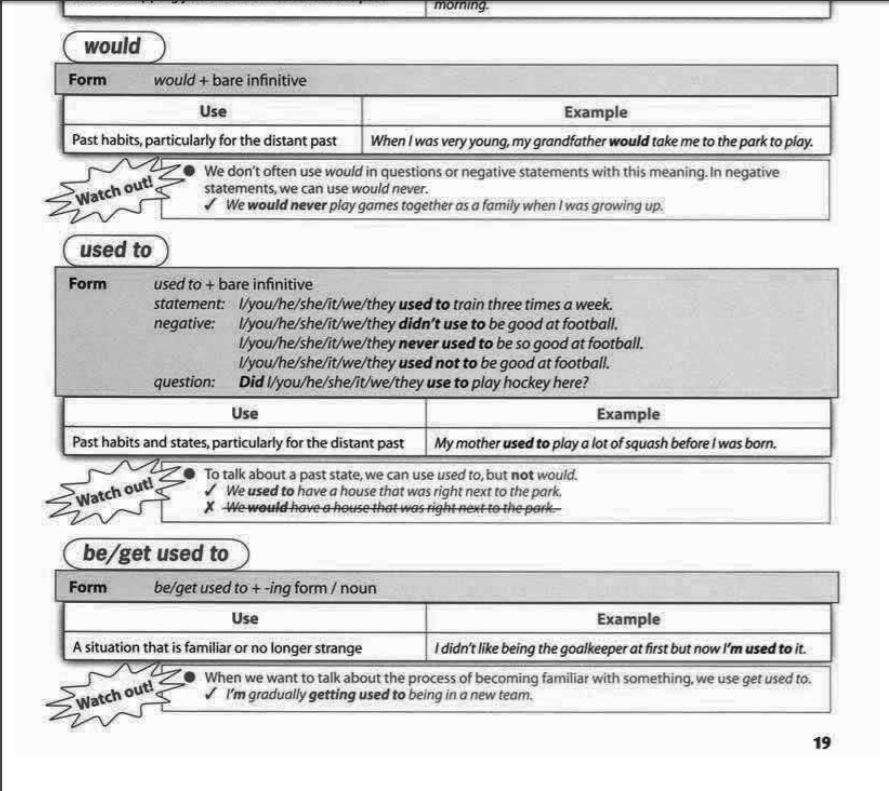 morning.
would
Form would + bare infinitive
Use Example
Past habits, particularly for the distant past When I was very young, my grandfather would take me to the park to play.
Watch out! ● We don't often use would in questions or negative statements with this meaning. In negative
statements, we can use would never.
✓ We would never play games together as a family when I was growing up.
used to
Form used to + bare infinitive
statement: I/you/he/she/it/we/they used to train three times a week.
negative: I/you/he/she/it/we/they didn't use to be good at football.
I/you/he/she/it/we/they never used to be so good at football.
I/you/he/she/it/we/they used not to be good at football.
question: Did I/you/he/she/it/we/they use to play hockey here?
Use Example
Past habits and states, particularly for the distant past My mother used to play a lot of squash before I was born.
Watch out! ● To talk about a past state, we can use used to, but not would.
✓ We used to have a house that was right next to the park.
✗ We would have a house that was right next to the park.
be/get used to
Form be/get used to + -ing form / noun
Use Example
A situation that is familiar or no longer strange I didn't like being the goalkeeper at first but now I'm used to it.
Watch out! ● When we want to talk about the process of becoming familiar with something, we use get used to.
✓ I'm gradually getting used to being in a new team.
19